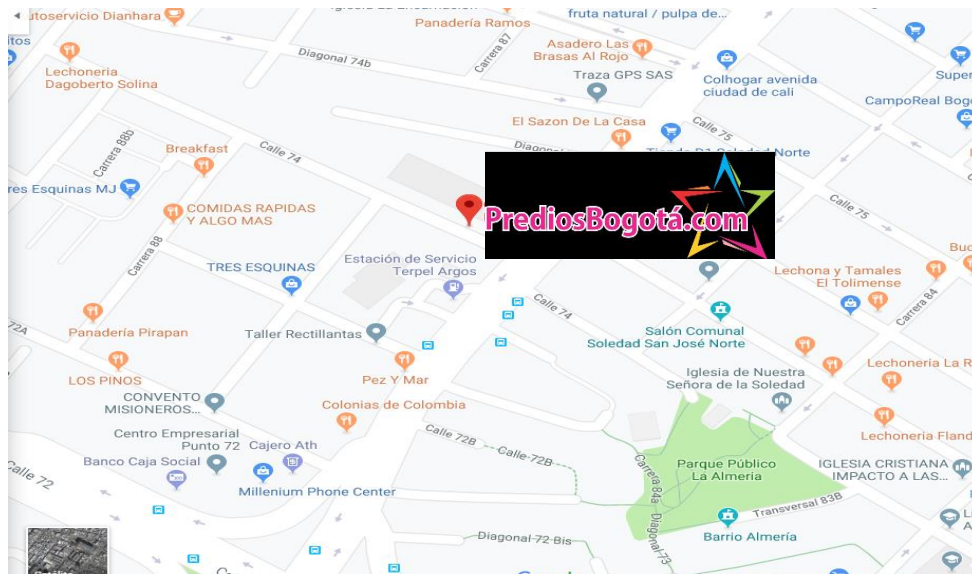 utoservicio Dianhara
Panadería Ramos
fruta natural / pulpa de...
itos
Diagonal 74b
Carrera 87
Asadero Las
Brasas Al Rojo
Lechoneria
Dagoberto Solina
Traza GPS SAS
Colhogar avenida
ciudad de cali
Super
CampoReal Bog
Carrera 88b
Breakfast
Calle 74
El Sazon De La Casa
Calle 75
res Esquinas MJ
COMIDAS RAPIDAS
Y ALGO MAS
PrediosBogotá.com
Calle 75
Carrera 88
TRES ESQUINAS
Estación de Servicio
Terpel Argos
Lechona y Tamales
El Tolimense
Buc
Carrera 84
72A
Panadería Pirapan
Taller Rectillantas
Calle 74
Salón Comunal
Soledad San José Norte
LOS PINOS
Pez Y Mar
Iglesia de Nuestra
Señora de la Soledad
Lechonería La R
CONVENTO
MISIONEROS...
Colonias de Colombia
Centro Empresarial
Punto 72
Cajero Ath
Calle 72B
Calle 72B
Lechonería Fland
Calle 72
Banco Caja Social
Millenium Phone Center
Carrera 84a
Diagonal 73
Parque Público
La Almeria
IGLESIA CRISTIANA
IMPACTO A LAS...
Transversal 83B
Diagonal 72 Bis
Barrio Almería